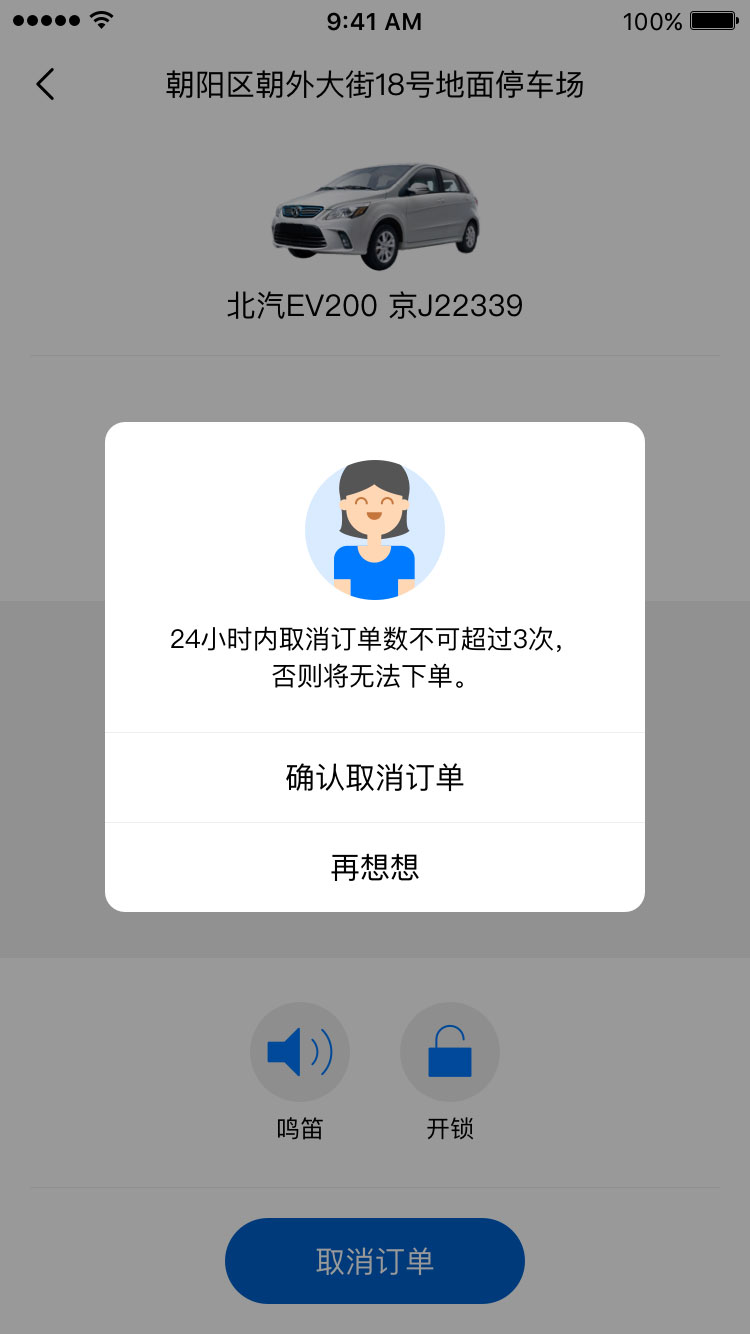 9:41 AM
100%
朝阳区朝外大街18号地面停车场
北汽EV200 京J22339
24小时内取消订单数不可超过3次，
否则将无法下单。
确认取消订单
再想想
鸣笛
开锁
取消订单